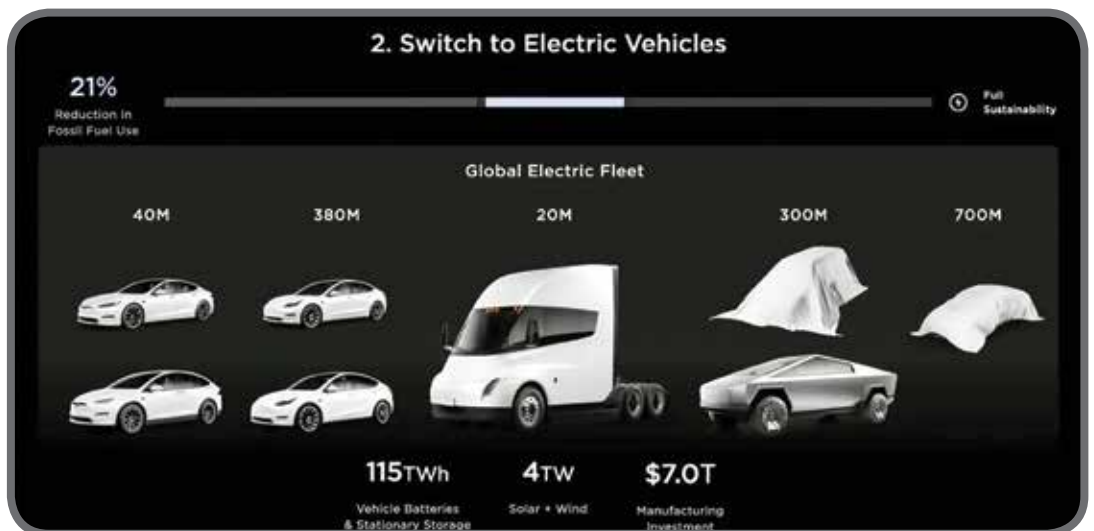 2. Switch to Electric Vehicles
21%
Reduction In
Fossil Fuel Use
Full
Sustainability
Global Electric Fleet
40M 380M 20M 300M 700M
115TWh 4TW $7.0T
Vehicle Batteries Solar + Wind Manufacturing
& Stationary Storage Investment